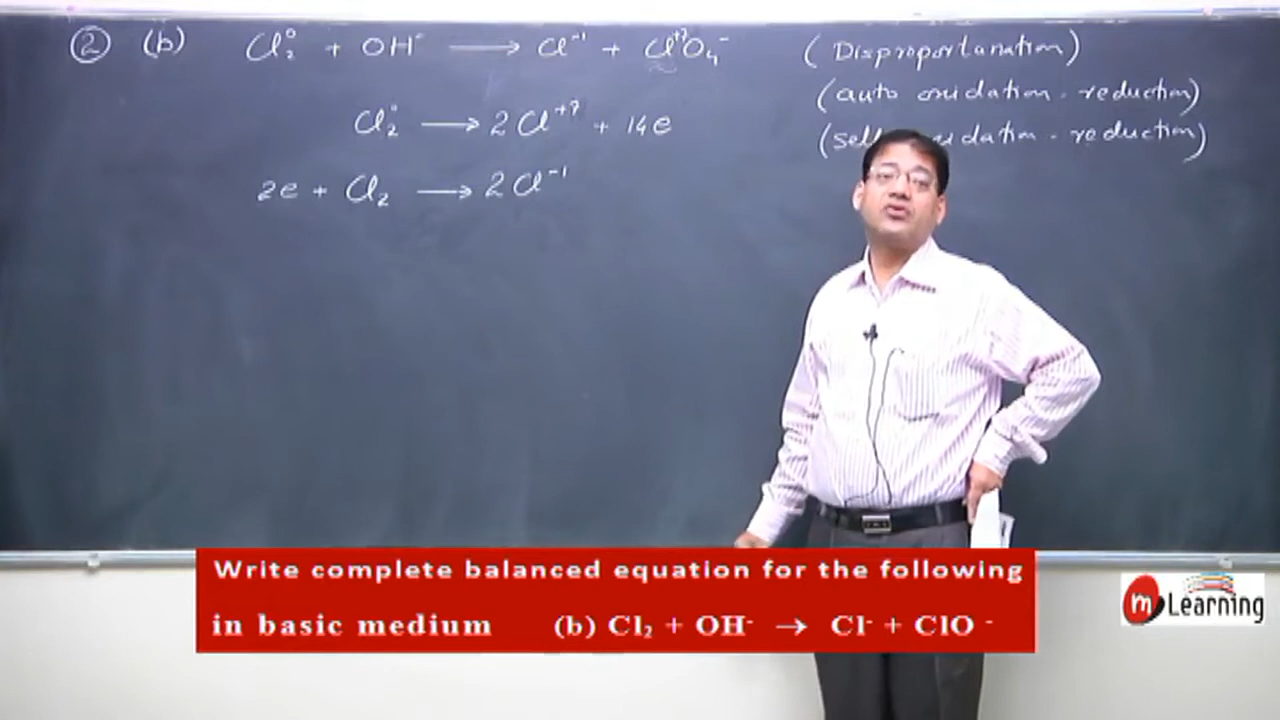 ② (b) Cl₂⁰ + OH⁻ ⟶ Cl⁻¹ + Cl⁺⁷O₄⁻ (Disproportanation)
(auto oxidation - reduction)
Cl₂⁰ ⟶ 2Cl⁺⁷ + 14e
(self oxidation - reduction)
2e + Cl₂ ⟶ 2Cl⁻¹
Write complete balanced equation for the following
in basic medium (b) Cl₂ + OH⁻ → Cl⁻ + ClO ⁻
m Learning